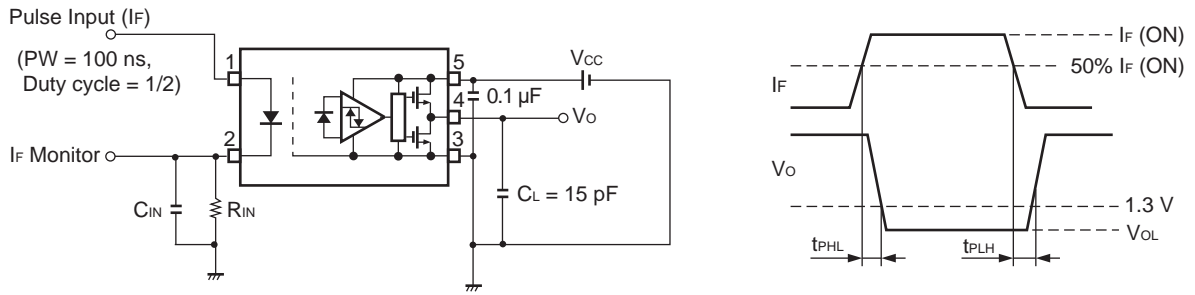 Pulse Input (IF)
(PW = 100 ns,
Duty cycle = 1/2)
1
2
IF Monitor
CIN
RIN
5
4
3
VCC
0.1 μF
VO
CL = 15 pF
IF
IF (ON)
50% IF (ON)
VO
1.3 V
VOL
tPHL
tPLH